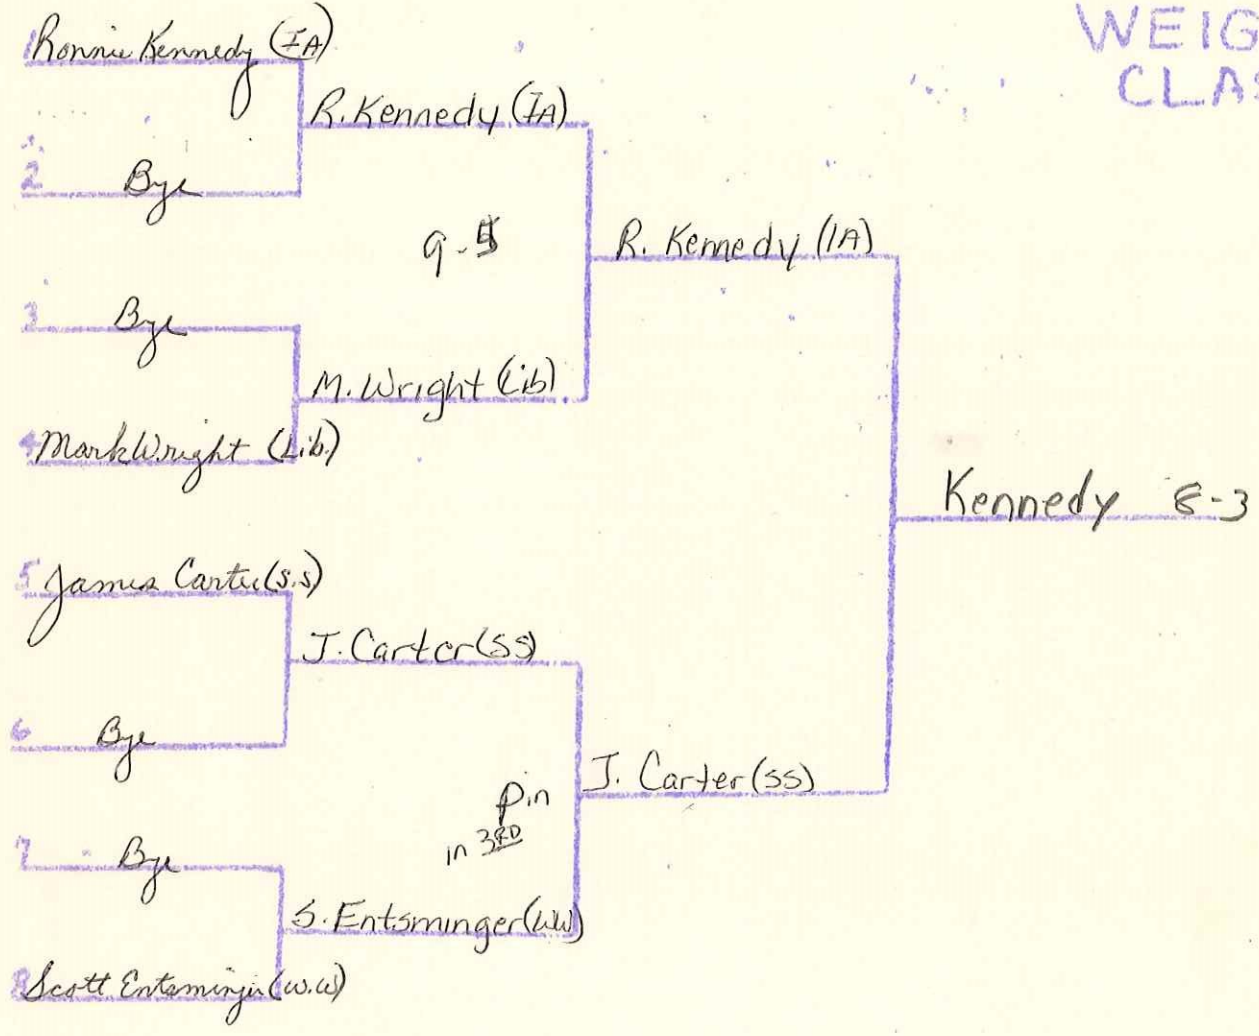 WEIG
CLAS
1 Ronnie Kennedy (IA)
R. Kennedy (IA)
2 Bye
9-5
R. Kennedy (IA)
3 Bye
M. Wright (Lib)
4 Mark Wright (Lib.)
Kennedy 8-3
5 James Carter (S.S)
J. Carter (SS)
6 Bye
J. Carter (SS)
Pin
in 3RD
7 Bye
S. Entsminger (WW)
8 Scott Entsminger (W.W)